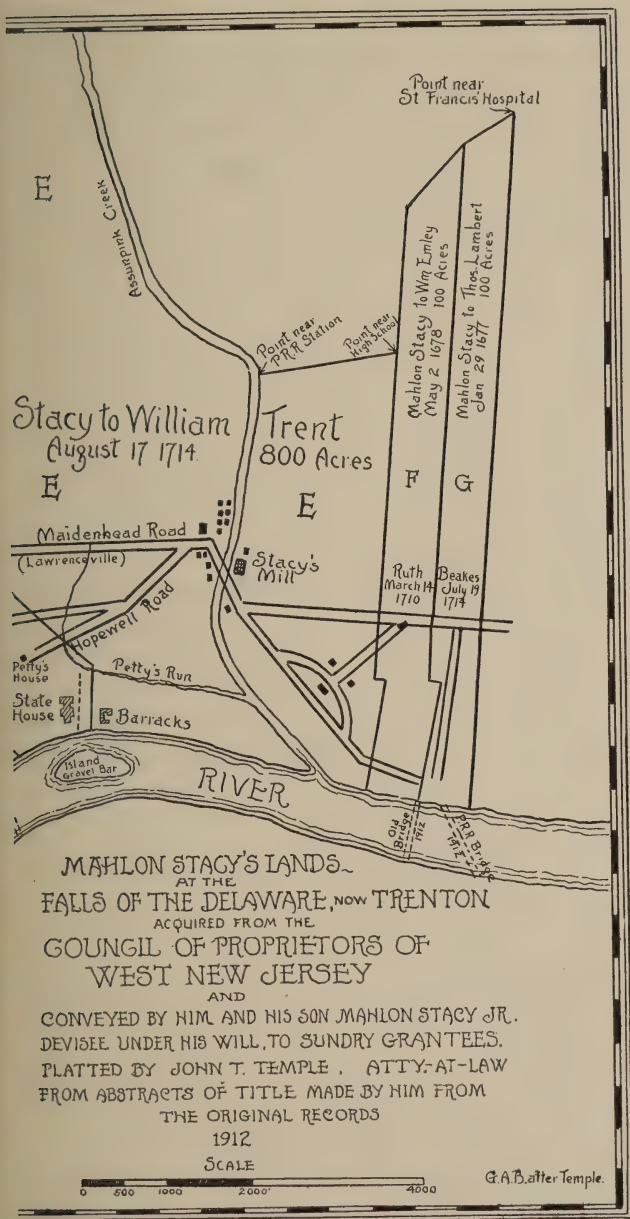 Point near
St Francis' Hospital
E
Assunpink Creek
Mahlon Stacy to Wm Emley
May 2 1678 100 Acres
Mahlon Stacy to Thos. Lambert
Jan 29 1677 100 Acres
Point near
P.R.R. Station
Point near
High School
Stacy to William Trent
August 17 1714. 800 Acres
E
E
F
G
Maidenhead Road
(Lawrenceville)
Stacy's
Mill
Ruth
March 14
1710
Beakes
July 19
1714
Hopewell Road
Petty's
House
Petty's Run
State
House
Barracks
Island
Gravel Bar
RIVER
Old
Bridge
1912
P.R.R. Bridge
1912
MAHLON STACY'S LANDS~
AT THE
FALLS OF THE DELAWARE, NOW TRENTON
ACQUIRED FROM THE
COUNGIL OF PROPRIETORS OF
WEST NEW JERSEY
AND
CONVEYED BY HIM AND HIS SON MAHLON STACY JR.
DEVISEE UNDER HIS WILL, TO SUNDRY GRANTEES.
PLATTED BY JOHN T. TEMPLE, ATTY-AT-LAW
FROM ABSTRACTS OF TITLE MADE BY HIM FROM
THE ORIGINAL RECORDS
1912
SCALE
0 500 1000 2000' 4000
G.A.B. after Temple.